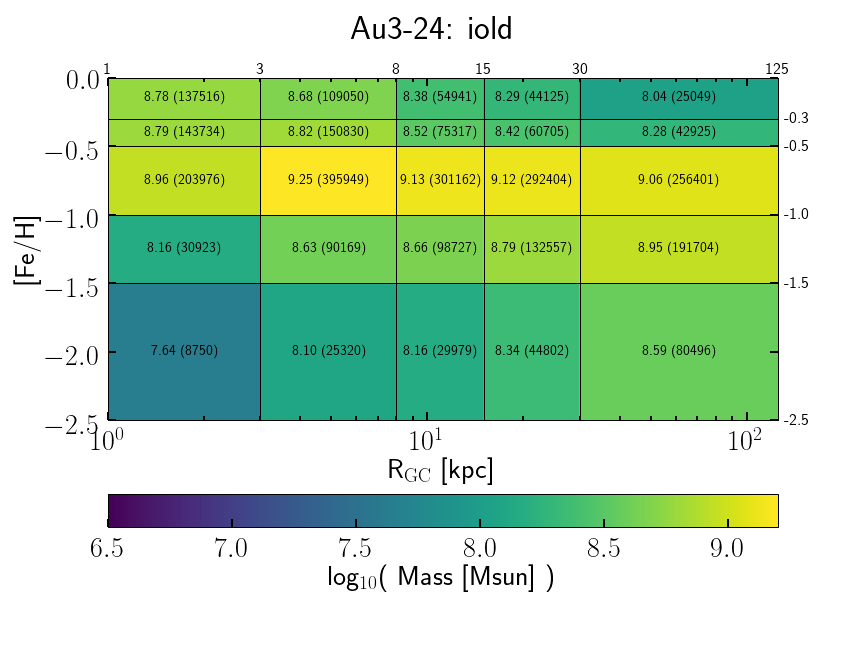 Au3-24: iold
1 3 8 15 30 125
0.0
8.78 (137516) 8.68 (109050) 8.38 (54941) 8.29 (44125) 8.04 (25049)
-0.3
8.79 (143734) 8.82 (150830) 8.52 (75317) 8.42 (60705) 8.28 (42925)
−0.5 -0.5
8.96 (203976) 9.25 (395949) 9.13 (301162) 9.12 (292404) 9.06 (256401)
−1.0 -1.0
[Fe/H]
8.16 (30923) 8.63 (90169) 8.66 (98727) 8.79 (132557) 8.95 (191704)
−1.5 -1.5
−2.0 7.64 (8750) 8.10 (25320) 8.16 (29979) 8.34 (44802) 8.59 (80496)
−2.5 -2.5
10⁰ 10¹ 10²
R_GC [kpc]
6.5 7.0 7.5 8.0 8.5 9.0
log₁₀( Mass [Msun] )